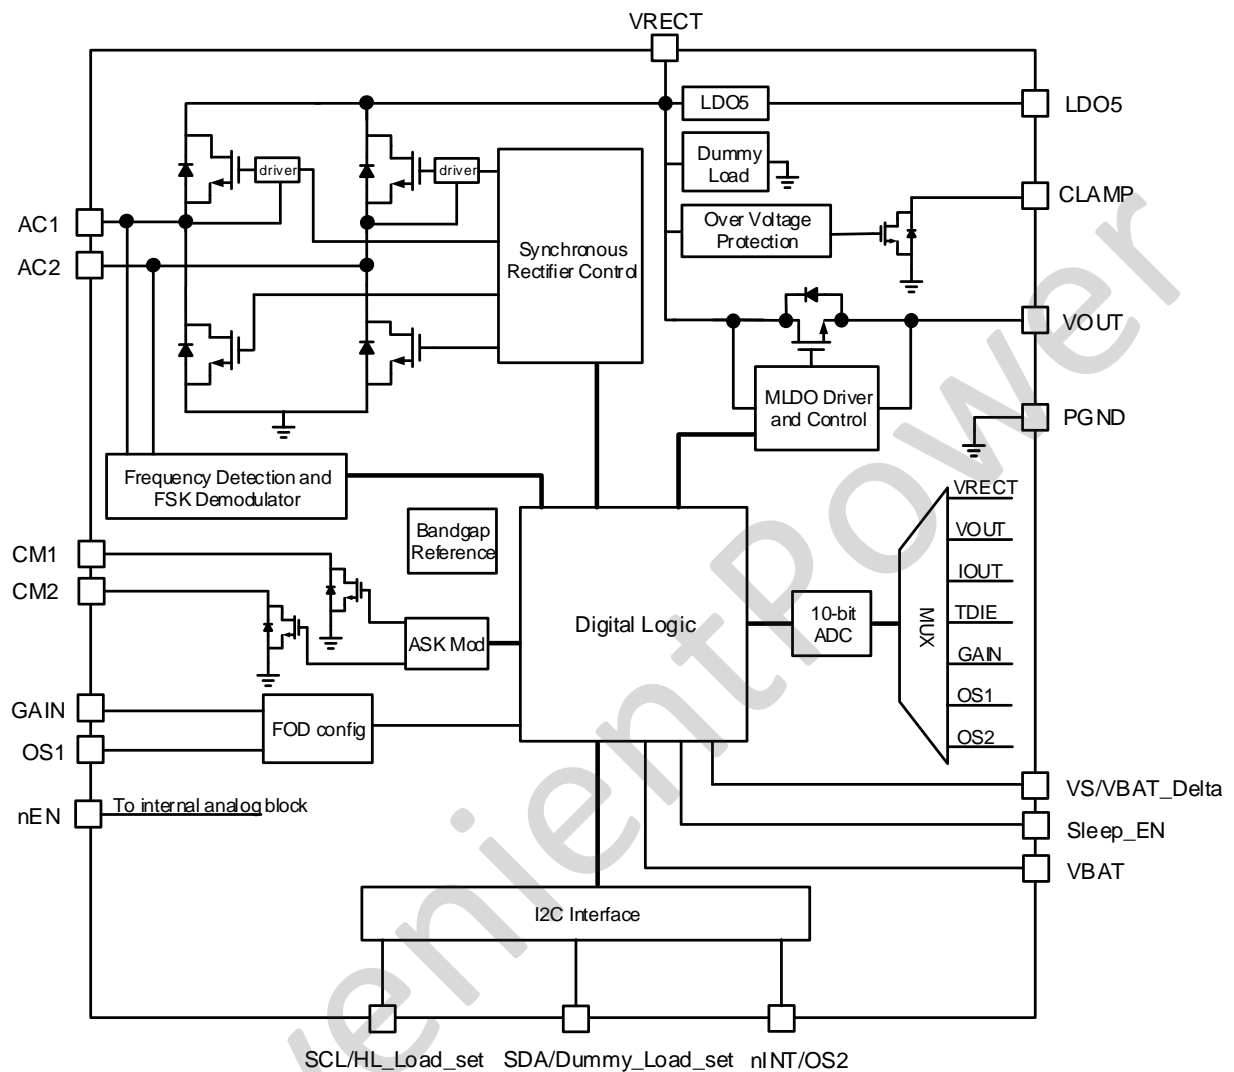 VRECT
LDO5
LDO5
Dummy
Load
driver
driver
CLAMP
AC1
Over Voltage
Protection
Synchronous
Rectifier Control
AC2
VOUT
MLDO Driver
and Control
PGND
Frequency Detection and
FSK Demodulator
VRECT
Bandgap
Reference
VOUT
CM1
IOUT
CM2
10-bit
ADC
MUX
TDIE
Digital Logic
ASK Mod
GAIN
GAIN
OS1
FOD config
OS2
OS1
VS/VBAT_Delta
nEN
To internal analog block
Sleep_EN
VBAT
I2C Interface
SCL/HL_Load_set
SDA/Dummy_Load_set
nINT/OS2
venientPower